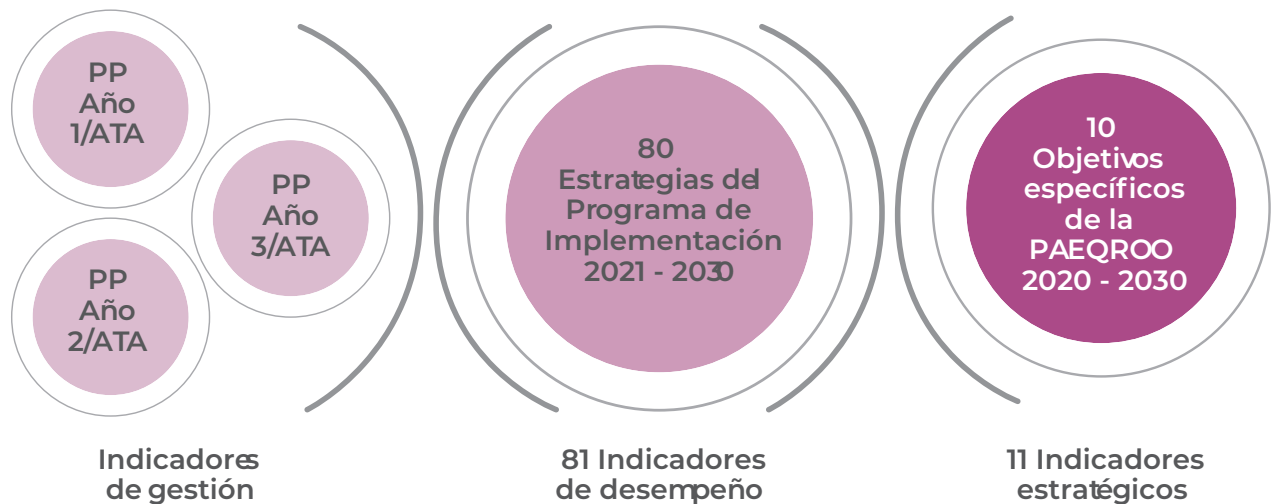 PP
Año
1/ATA
PP
Año
2/ATA
PP
Año
3/ATA
80
Estrategias del
Programa de
Implementación
2021 - 2030
10
Objetivos
específicos
de la
PAEQROO
2020 - 2030
Indicadores
de gestión
81 Indicadores
de desempeño
11 Indicadores
estratégicos